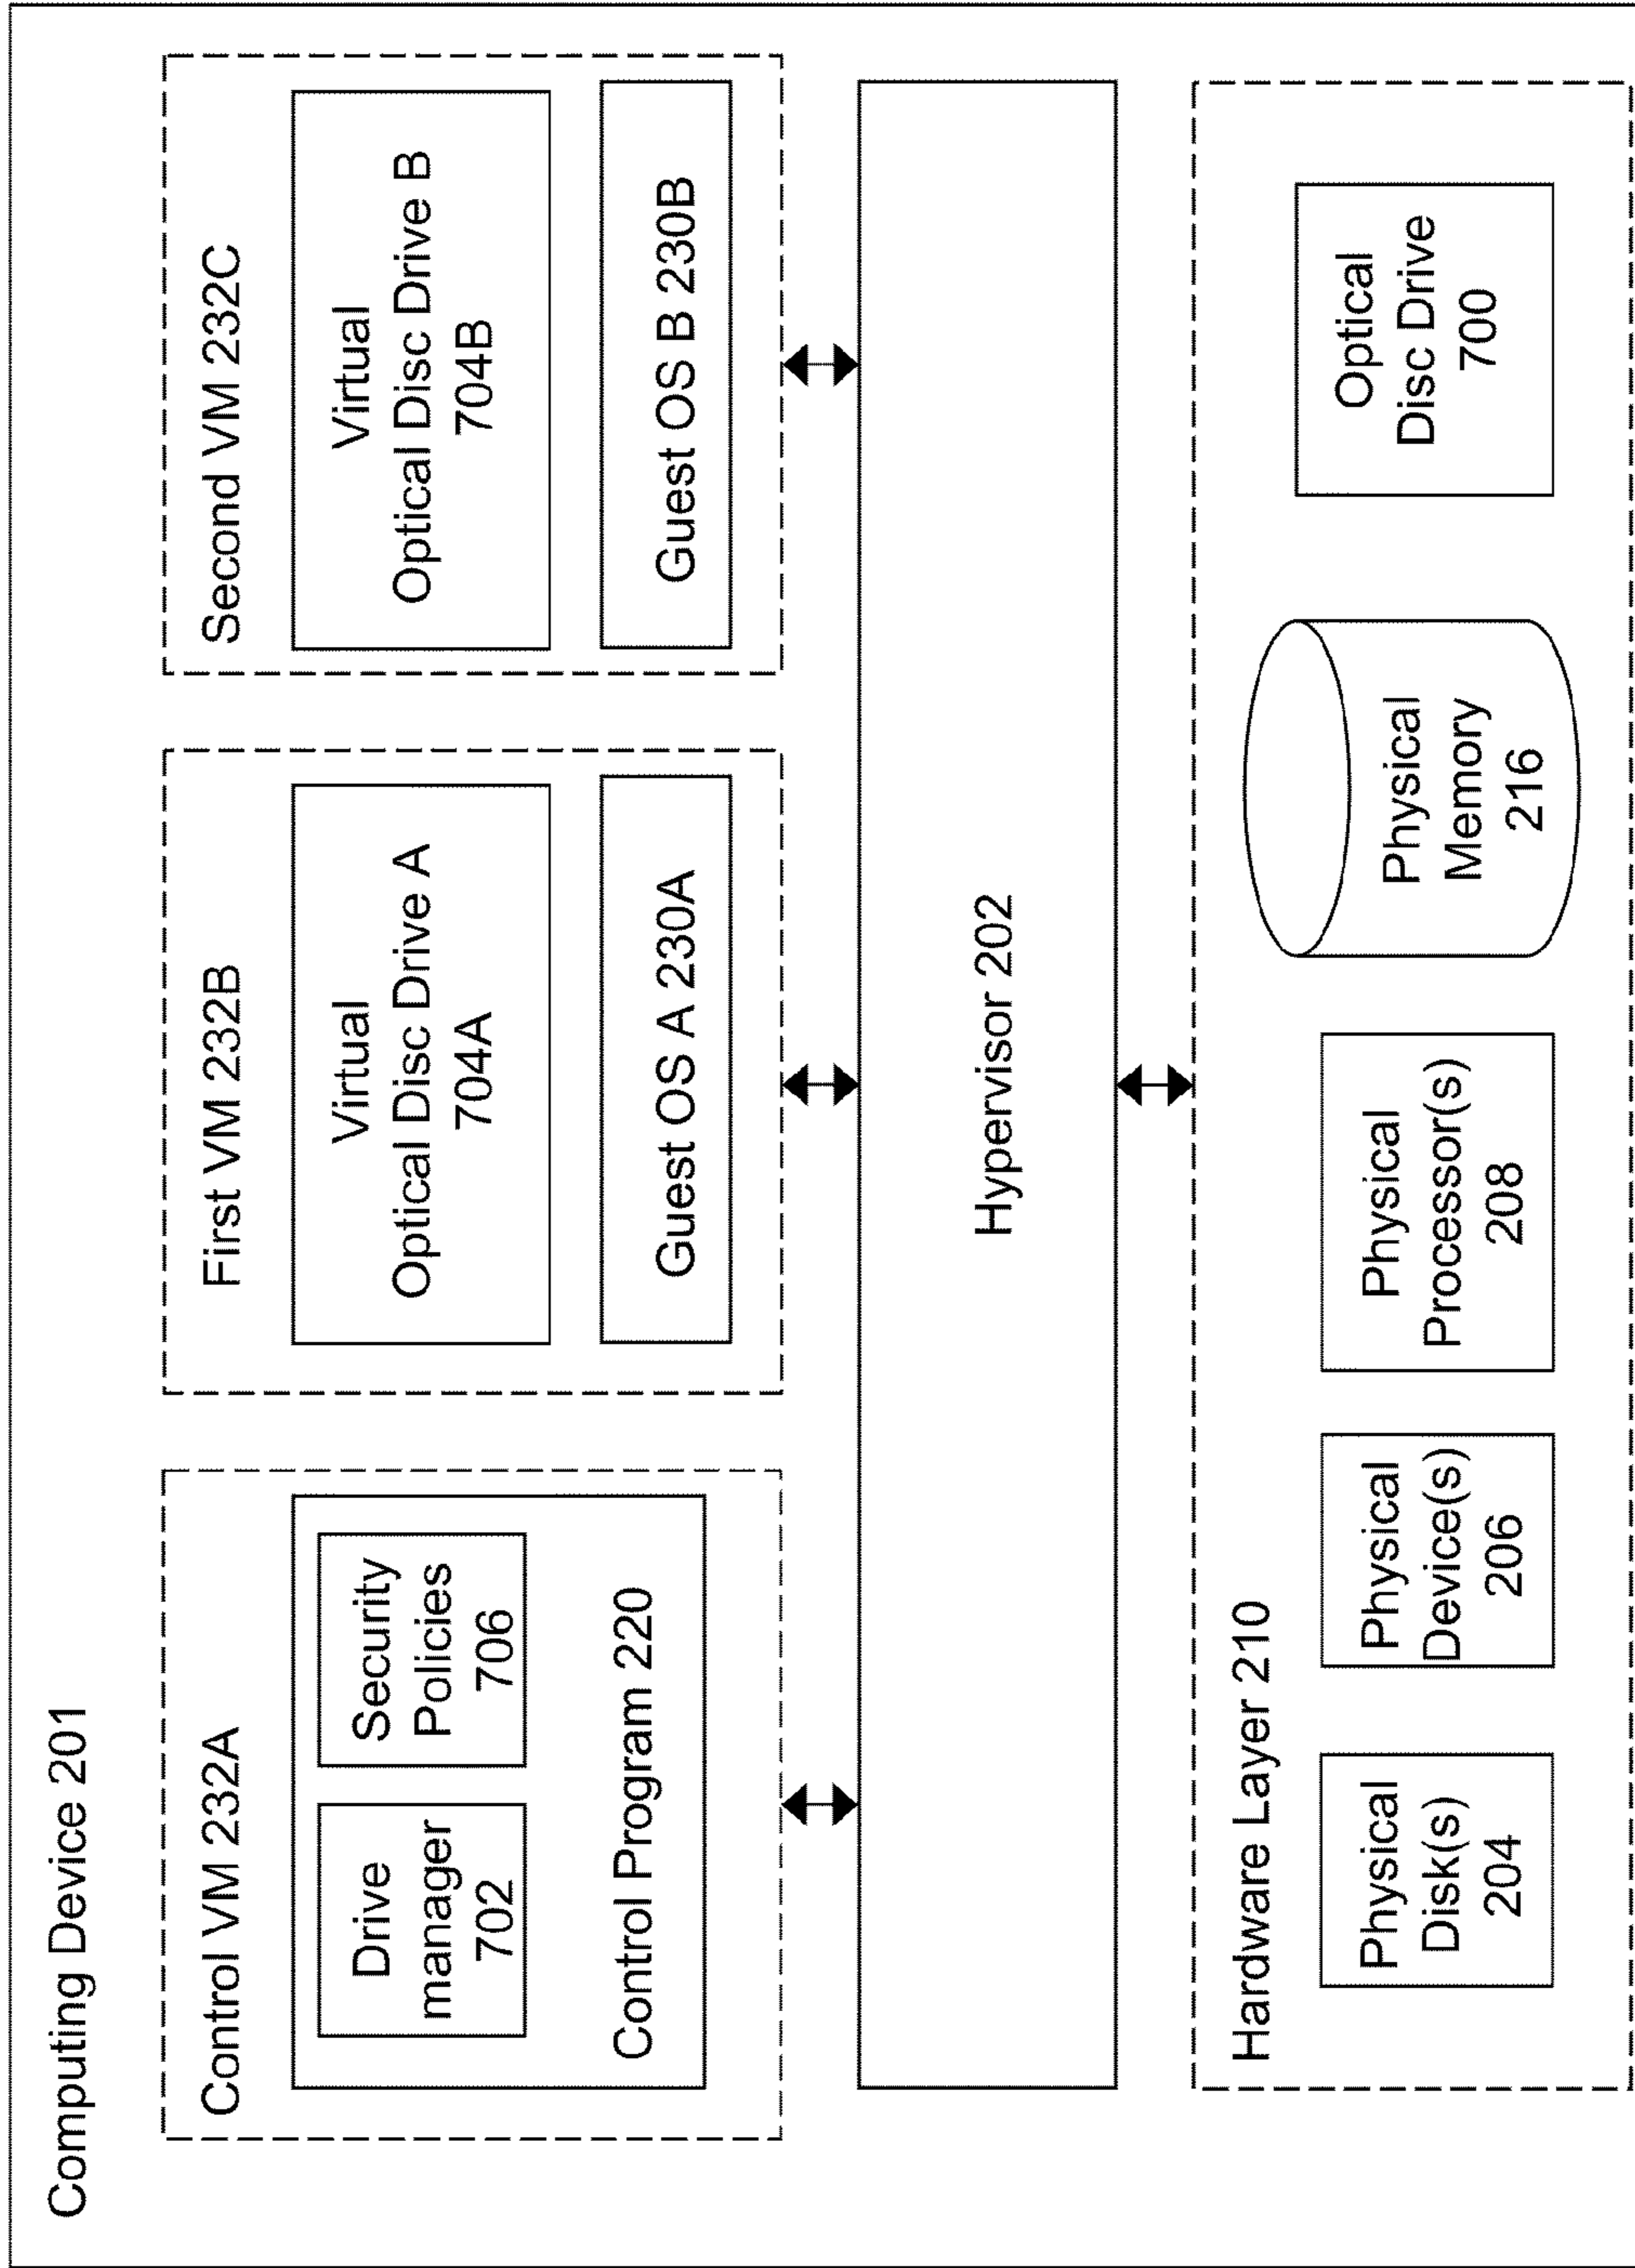 Computing Device 201
Control VM 232A
Drive
manager
702
Security
Policies
706
Control Program 220
First VM 232B
Virtual
Optical Disc Drive A
704A
Guest OS A 230A
Second VM 232C
Virtual
Optical Disc Drive B
704B
Guest OS B 230B
Hypervisor 202
Hardware Layer 210
Physical
Disk(s)
204
Physical
Device(s)
206
Physical
Processor(s)
208
Physical
Memory
216
Optical
Disc Drive
700